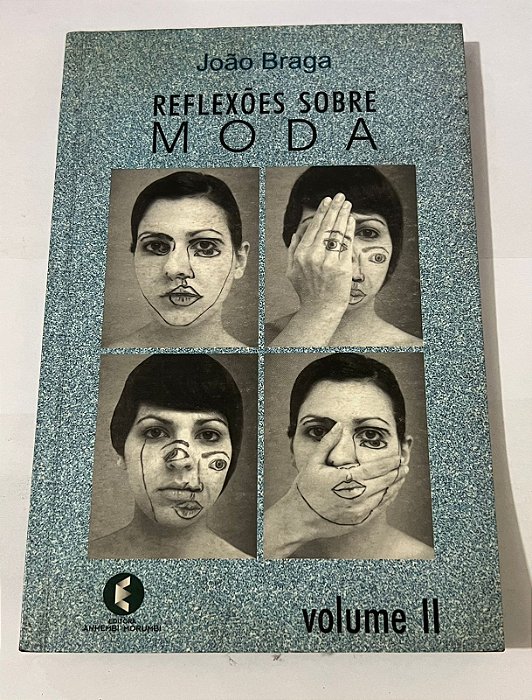 João Braga
REFLEXÕES SOBRE
MODA
EDITORA
ANHEMBI MORUMBI
volume II